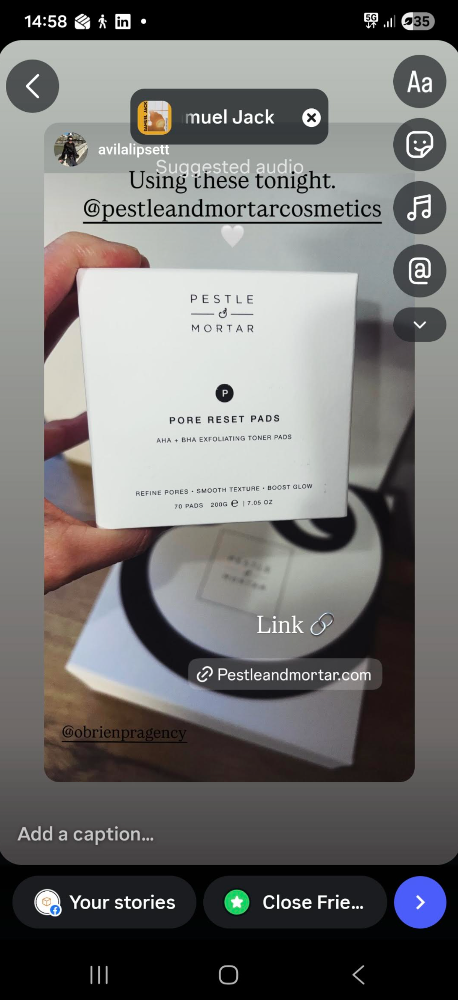 14:58
5G
35
Aa
SAMUEL JACK
muel Jack
avilalipsett
Suggested audio
Using these tonight.
@pestleandmortarcosmetics
PESTLE
&
MORTAR
P
PORE RESET PADS
AHA + BHA EXFOLIATING TONER PADS
REFINE PORES • SMOOTH TEXTURE • BOOST GLOW
70 PADS 200G ℮ | 7.05 OZ
PESTLE
&
MORTAR
Link
Pestleandmortar.com
@obrienpragency
Add a caption...
Your stories
Close Frie...